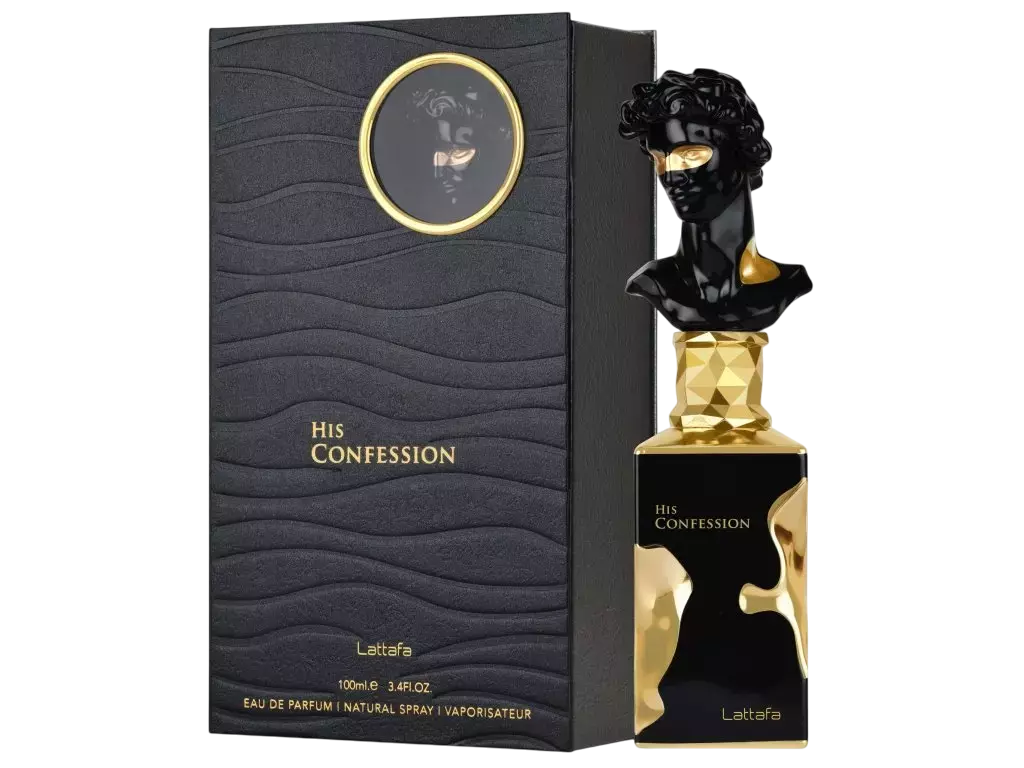 His
Confession
Lattafa
100ml.e 3.4Fl.OZ.
EAU DE PARFUM | NATURAL SPRAY | VAPORISATEUR
His
Confession
Lattafa